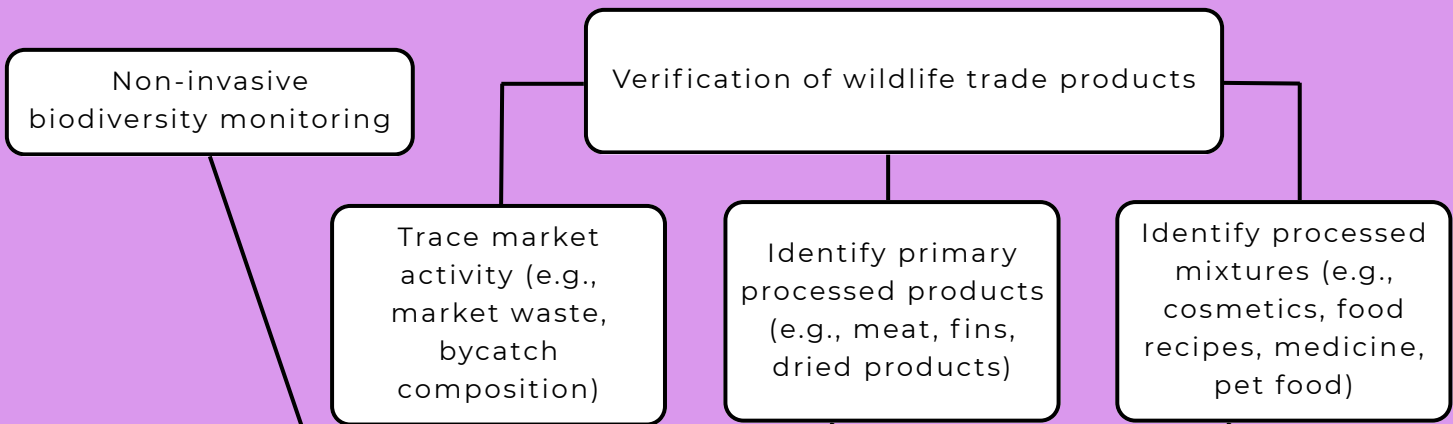 Non-invasive
biodiversity monitoring
Verification of wildlife trade products
Trace market
activity (e.g.,
market waste,
bycatch
composition)
Identify primary
processed products
(e.g., meat, fins,
dried products)
Identify processed
mixtures (e.g.,
cosmetics, food
recipes, medicine,
pet food)